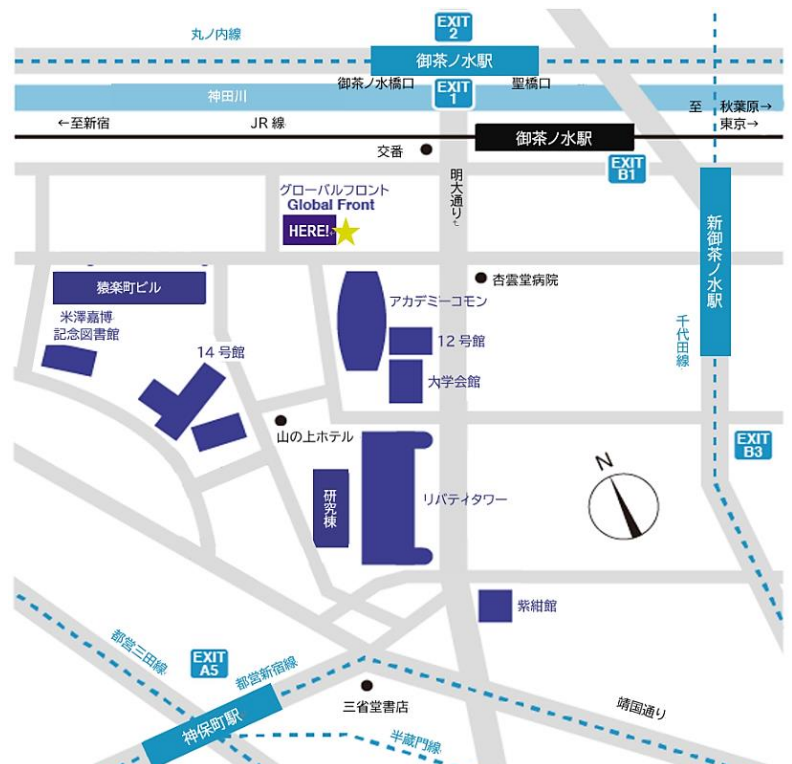 丸ノ内線
EXIT
2
御茶ノ水駅
御茶ノ水橋口
EXIT
1
聖橋口
神田川
至 秋葉原→
東京→
←至新宿
JR 線
御茶ノ水駅
交番
EXIT
B1
明大通り
グローバルフロント
Global Front
HERE!
新御茶ノ水駅
杏雲堂病院
猿楽町ビル
アカデミーコモン
米澤嘉博
記念図書館
千代田線
12 号館
14 号館
大学会館
山の上ホテル
EXIT
B3
N
研究棟
リバティタワー
紫紺館
都営三田線
EXIT
A5
都営新宿線
三省堂書店
靖国通り
神保町駅
半蔵門線